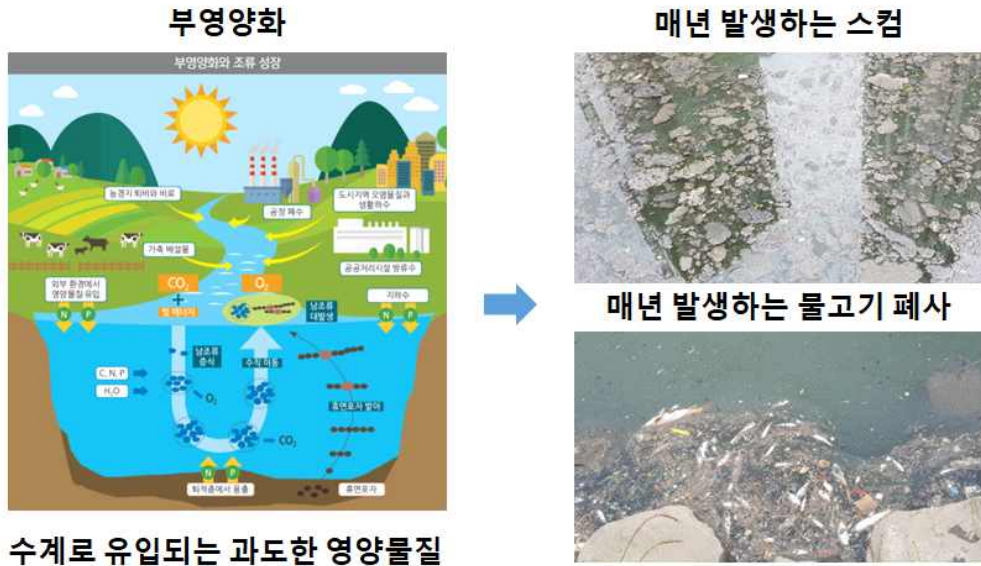 부영양화
부영양화와 조류 성장
농경지 퇴비와 비료
공장 폐수
도시지역 오염물질과
생활하수
가축 배설물
공공처리시설 방류수
외부 환경에서
영양물질 유입
N P
CO₂
+
빛 에너지
O₂
남조류
대발생
지하수
N P
남조류
증식
수직 이동
C, N, P
H₂O
O₂
CO₂
휴면포자 발아
N P
퇴적층에서 용출
휴면포자
수계로 유입되는 과도한 영양물질
매년 발생하는 스컴
매년 발생하는 물고기 폐사